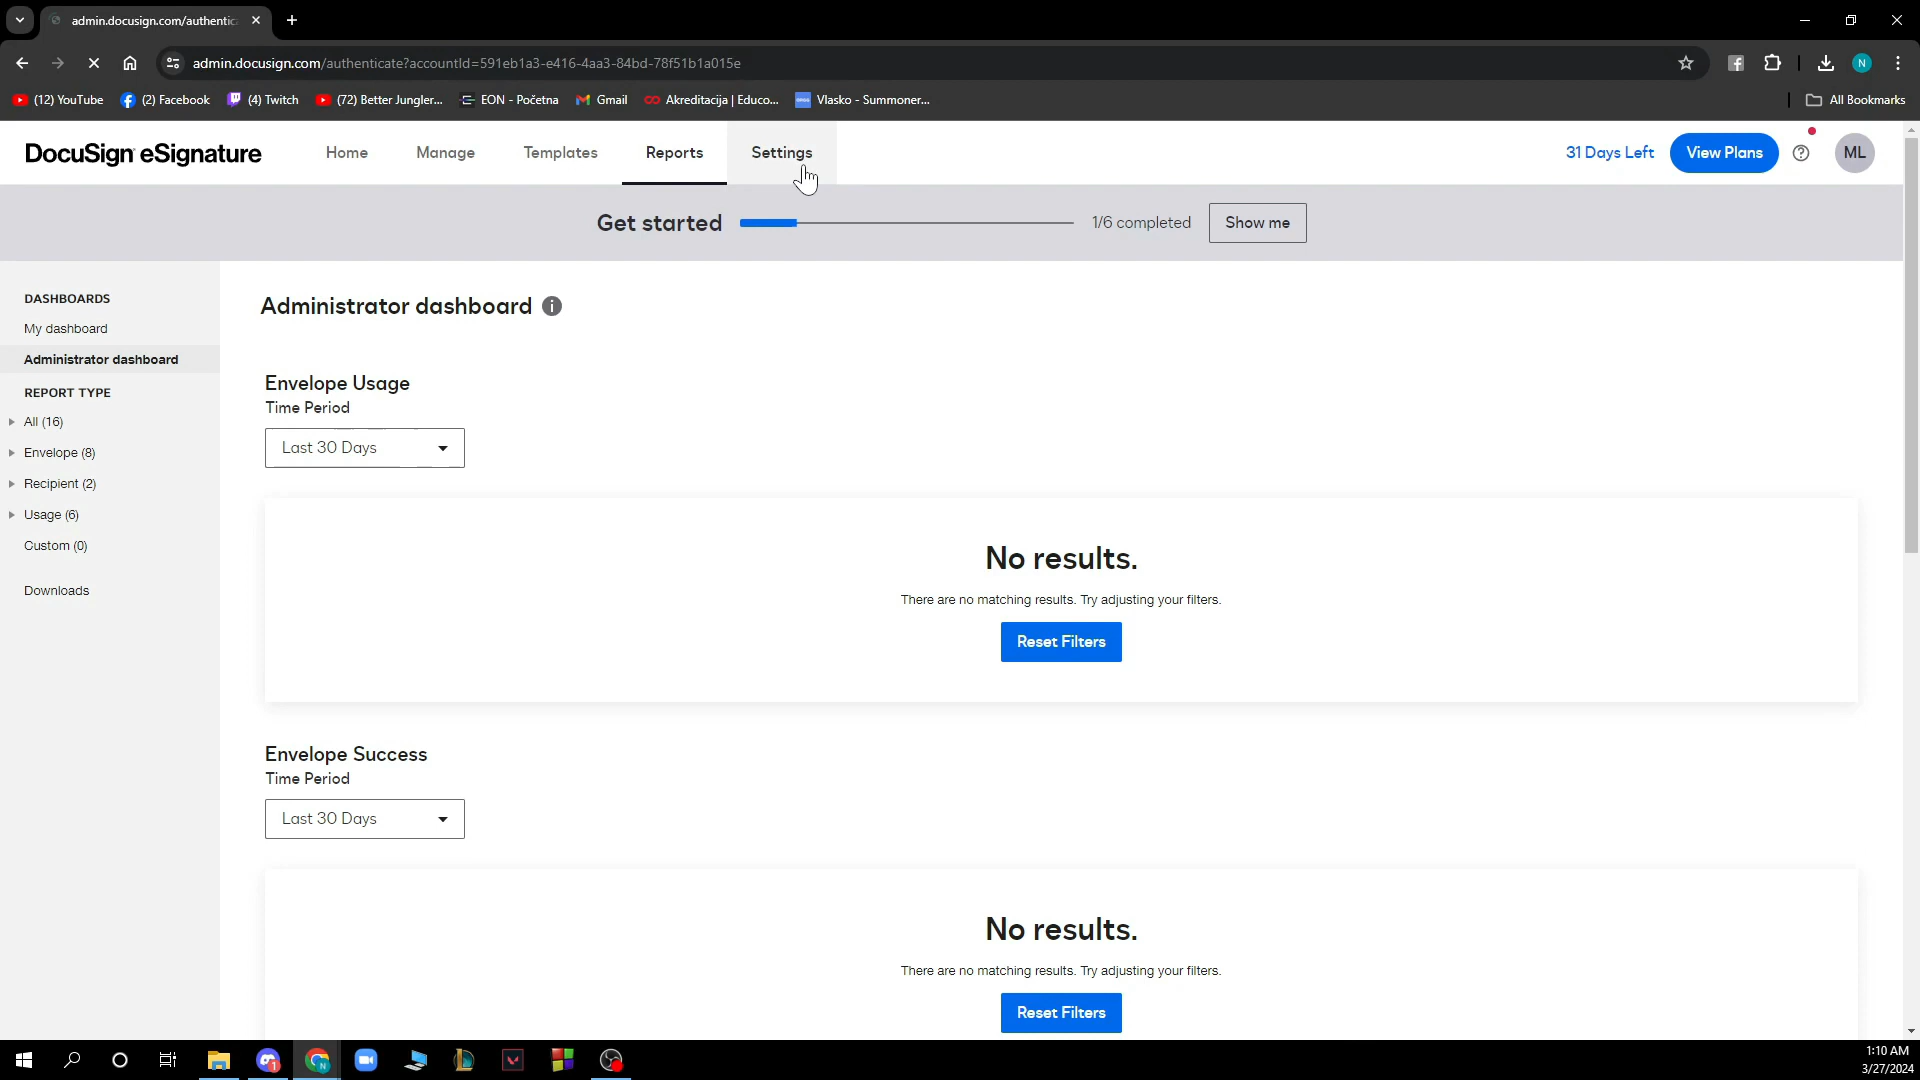 admin.docusign.com/authentic
admin.docusign.com/authenticate?accountId=591eb1a3-e416-4aa3-84bd-78f51b1a015e
N
(12) YouTube
(2) Facebook
(4) Twitch
(72) Better Jungler...
EON - Početna
Gmail
Akreditacija | Educo...
Vlasko - Summoner...
All Bookmarks
DocuSign eSignature
Home
Manage
Templates
Reports
Settings
31 Days Left
View Plans
ML
Get started
1/6 completed
Show me
DASHBOARDS
My dashboard
Administrator dashboard
REPORT TYPE
All (16)
Envelope (8)
Recipient (2)
Usage (6)
Custom (0)
Downloads
Administrator dashboard
Envelope Usage
Time Period
Last 30 Days
No results.
There are no matching results. Try adjusting your filters.
Reset Filters
Envelope Success
Time Period
Last 30 Days
No results.
There are no matching results. Try adjusting your filters.
Reset Filters
1:10 AM
3/27/2024